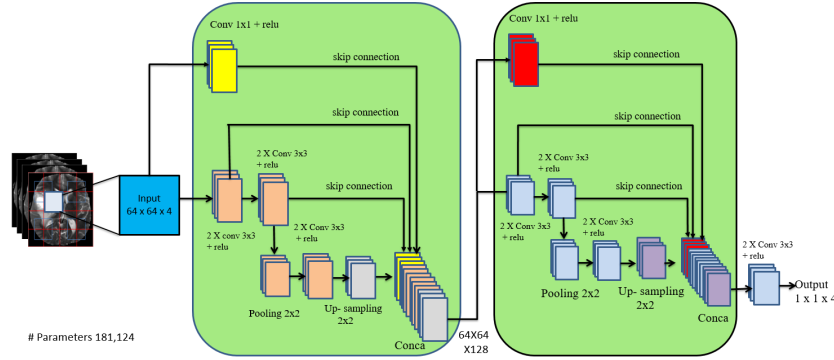 Conv 1x1 + relu
skip connection
skip connection
2 X Conv 3x3
+ relu
skip connection
Input
64 x 64 x 4
2 X conv 3x3
+ relu
2 X Conv 3x3
+ relu
Pooling 2x2
Up- sampling
2x2
Conca
# Parameters 181,124
64X64
X128
Conv 1x1 + relu
skip connection
skip connection
2 X Conv 3x3
+ relu
skip connection
2 X Conv 3x3
+ relu
2 X Conv 3x3
+ relu
Pooling 2x2
Up- sampling
2x2
Conca
2 X Conv 3x3
+ relu
Output
1 x 1 x 4